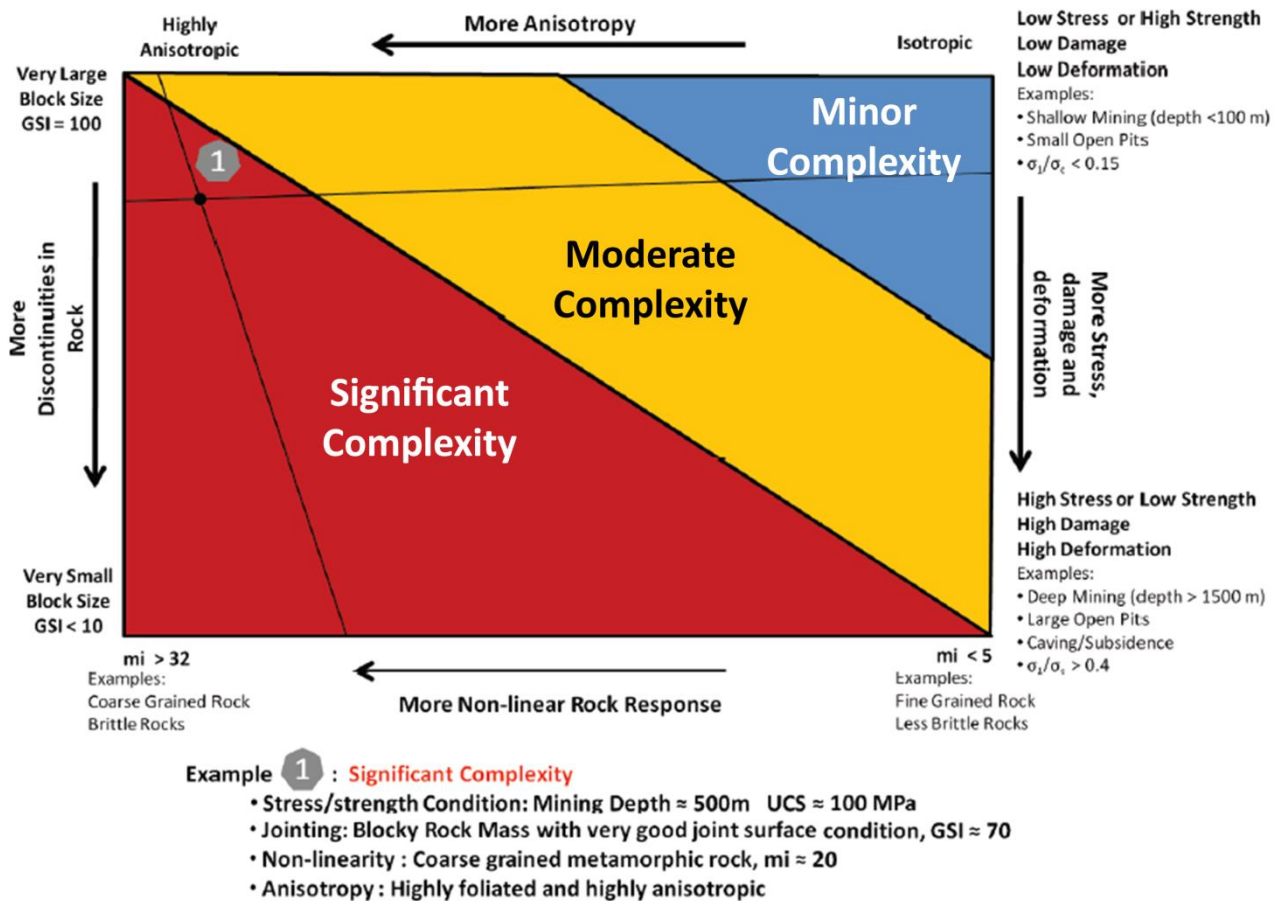 Highly
Anisotropic
More Anisotropy
Isotropic
Low Stress or High Strength
Low Damage
Low Deformation
Examples:
• Shallow Mining (depth <100 m)
• Small Open Pits
• σ₁/σc < 0.15
Very Large
Block Size
GSI = 100
Minor
Complexity
1
More
Discontinuities in
Rock
Moderate
Complexity
More Stress,
damage and
deformation
Significant
Complexity
High Stress or Low Strength
High Damage
High Deformation
Examples:
• Deep Mining (depth > 1500 m)
• Large Open Pits
• Caving/Subsidence
• σ₁/σc > 0.4
Very Small
Block Size
GSI < 10
mi > 32
Examples:
Coarse Grained Rock
Brittle Rocks
More Non-linear Rock Response
mi < 5
Examples:
Fine Grained Rock
Less Brittle Rocks
Example 1 : Significant Complexity
• Stress/strength Condition: Mining Depth ≈ 500m UCS ≈ 100 MPa
• Jointing: Blocky Rock Mass with very good joint surface condition, GSI ≈ 70
• Non-linearity : Coarse grained metamorphic rock, mi ≈ 20
• Anisotropy : Highly foliated and highly anisotropic